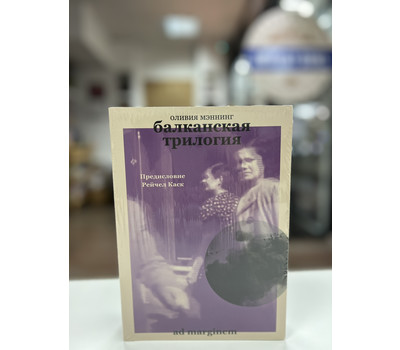 оливия мэннинг
балканская
трилогия
Предисловие
Рейчел Каск
ad marginem